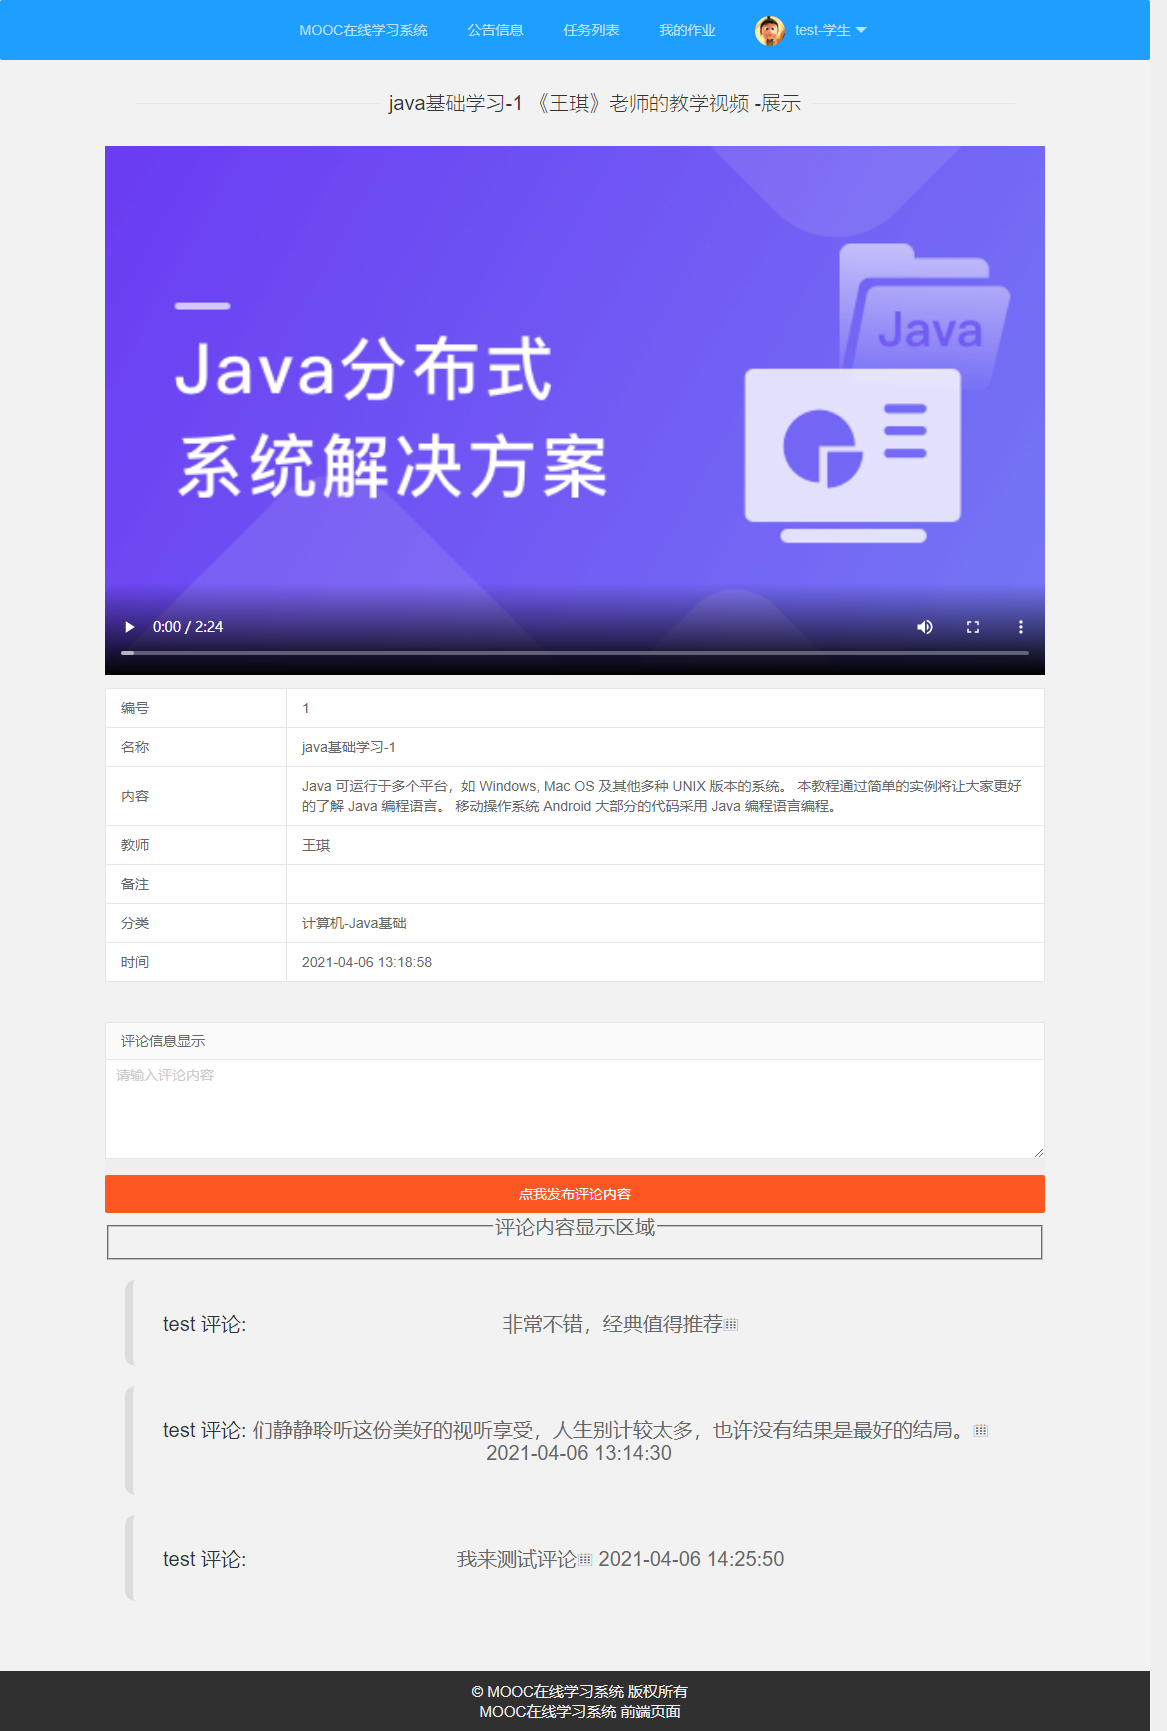 MOOC在线学习系统 公告信息 任务列表 我的作业 test-学生
java基础学习-1 《王琪》老师的教学视频 -展示
Java
Java分布式
系统解决方案
0:00 / 2:24
编号 1
名称 java基础学习-1
内容 Java 可运行于多个平台，如 Windows, Mac OS 及其他多种 UNIX 版本的系统。 本教程通过简单的实例将让大家更好
的了解 Java 编程语言。 移动操作系统 Android 大部分的代码采用 Java 编程语言编程。
教师 王琪
备注
分类 计算机-Java基础
时间 2021-04-06 13:18:58
评论信息显示
请输入评论内容
点我发布评论内容
评论内容显示区域
test 评论: 非常不错，经典值得推荐
test 评论: 们静静聆听这份美好的视听享受，人生别计较太多，也许没有结果是最好的结局。
2021-04-06 13:14:30
test 评论: 我来测试评论 2021-04-06 14:25:50
© MOOC在线学习系统 版权所有
MOOC在线学习系统 前端页面